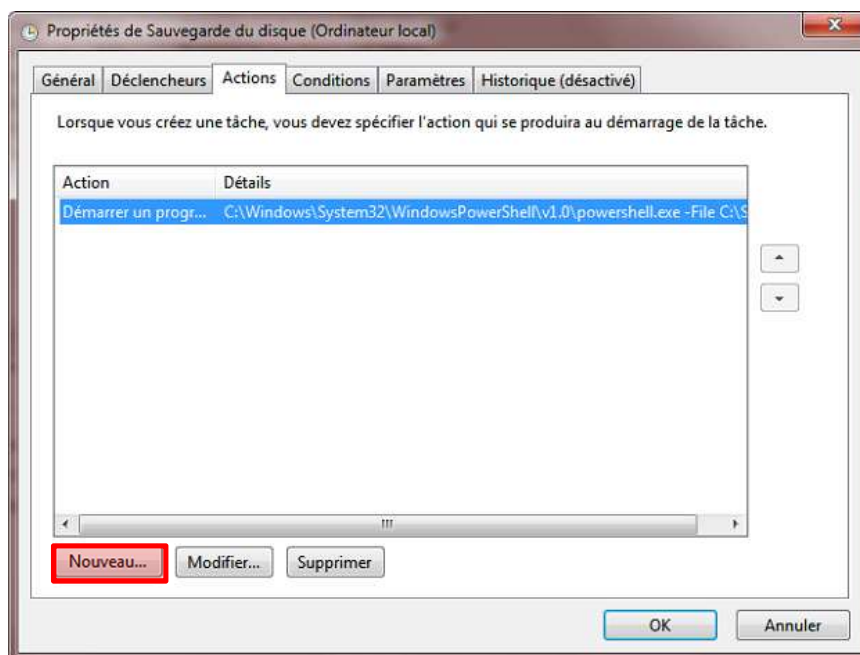 Propriétés de Sauvegarde du disque (Ordinateur local)
Général Déclencheurs Actions Conditions Paramètres Historique (désactivé)
Lorsque vous créez une tâche, vous devez spécifier l'action qui se produira au démarrage de la tâche.
Action Détails
Démarrer un progr... C:\Windows\System32\WindowsPowerShell\v1.0\powershell.exe -File C:\S
Nouveau... Modifier... Supprimer
OK Annuler